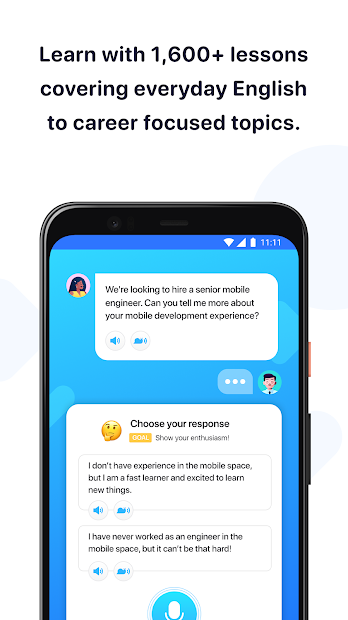 Learn with 1,600+ lessons
covering everyday English
to career focused topics.
11:11
We're looking to hire a senior mobile
engineer. Can you tell me more about
your mobile development experience?
Choose your response
GOAL Show your enthusiasm!
I don't have experience in the mobile space,
but I am a fast learner and excited to learn
new things.
I have never worked as an engineer in the
mobile space, but it can't be that hard!